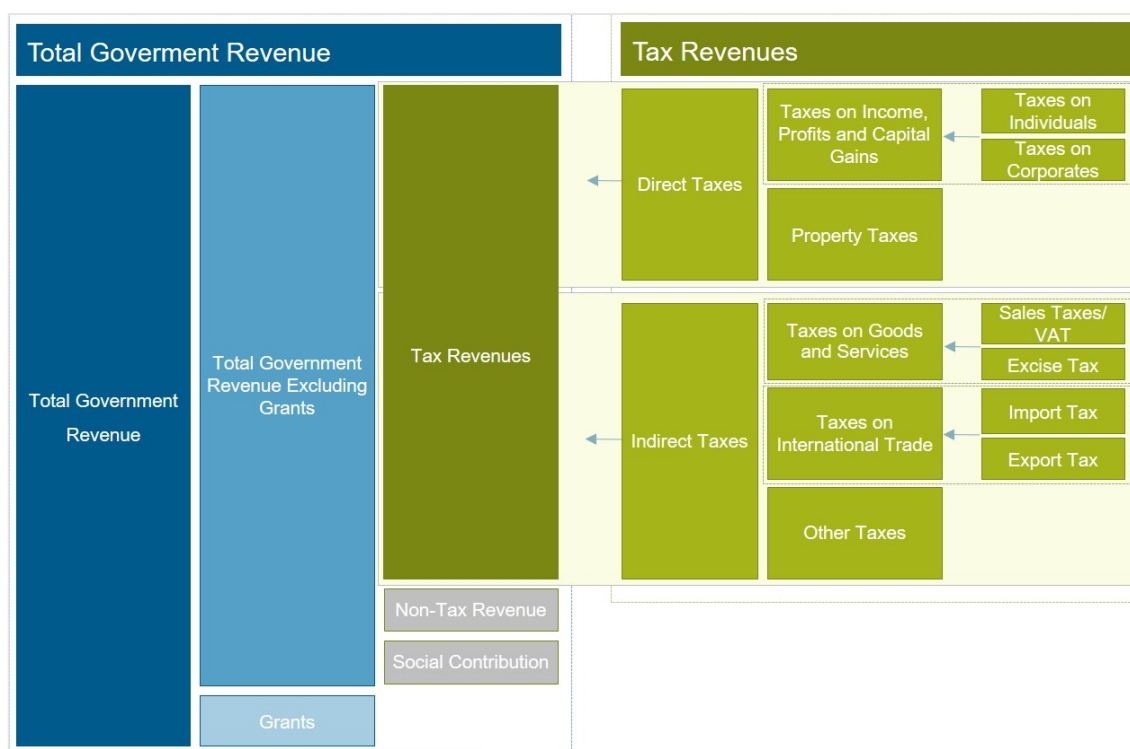 Total Goverment Revenue
Tax Revenues
Total Government
Revenue
Total Government
Revenue Excluding
Grants
Grants
Tax Revenues
Non-Tax Revenue
Social Contribution
Direct Taxes
Taxes on Income,
Profits and Capital
Gains
Taxes on
Individuals
Taxes on
Corporates
Property Taxes
Indirect Taxes
Taxes on Goods
and Services
Sales Taxes/
VAT
Excise Tax
Taxes on
International Trade
Import Tax
Export Tax
Other Taxes